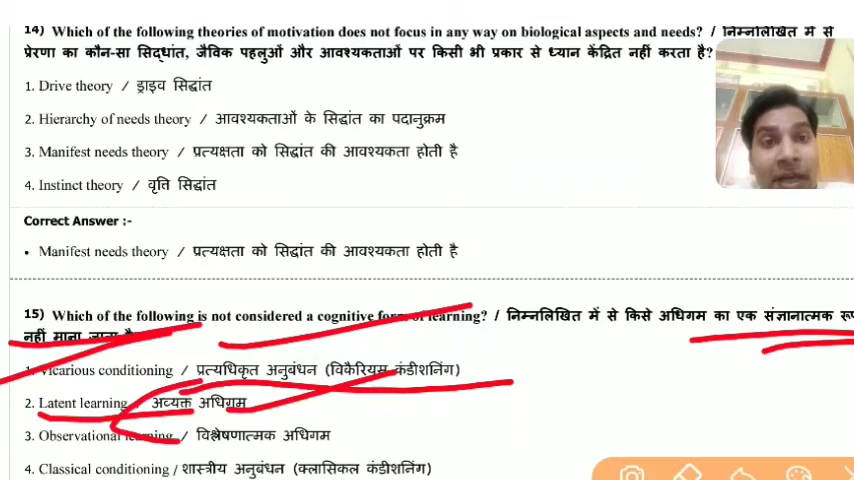 14) Which of the following theories of motivation does not focus in any way on biological aspects and needs? / निम्नलिखित में से
प्रेरणा का कौन-सा सिद्धांत, जैविक पहलुओं और आवश्यकताओं पर किसी भी प्रकार से ध्यान केंद्रित नहीं करता है?
1. Drive theory / ड्राइव सिद्धांत
2. Hierarchy of needs theory / आवश्यकताओं के सिद्धांत का पदानुक्रम
3. Manifest needs theory / प्रत्यक्षता को सिद्धांत की आवश्यकता होती है
4. Instinct theory / वृत्ति सिद्धांत
Correct Answer :-
• Manifest needs theory / प्रत्यक्षता को सिद्धांत की आवश्यकता होती है
15) Which of the following is not considered a cognitive form of learning? / निम्नलिखित में से किसे अधिगम का एक संज्ञानात्मक रूप
नहीं माना जाता है
1. Vicarious conditioning / प्रत्यधिकृत अनुबंधन (विकैरियस कंडीशनिंग)
2. Latent learning / अव्यक्त अधिगम
3. Observational learning / विश्लेषणात्मक अधिगम
4. Classical conditioning / शास्त्रीय अनुबंधन (क्लासिकल कंडीशनिंग)